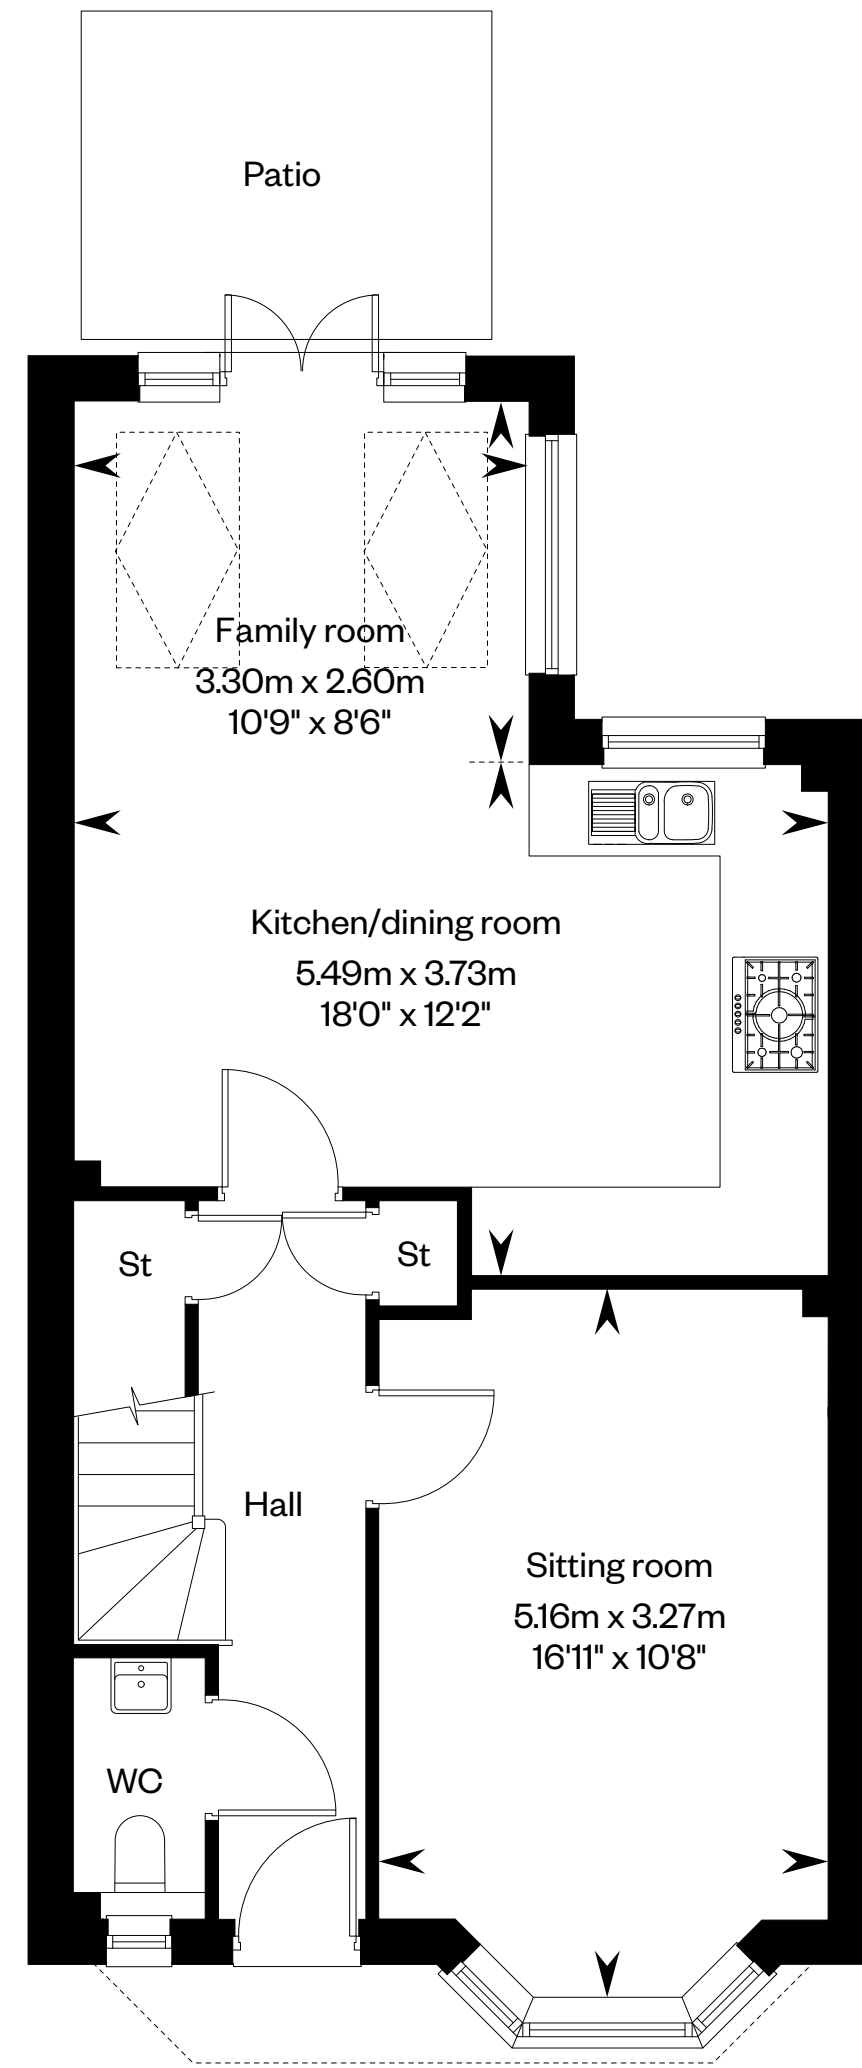 Patio
Family room
3.30m x 2.60m
10'9" x 8'6"
Kitchen/dining room
5.49m x 3.73m
18'0" x 12'2"
St
St
Hall
Sitting room
5.16m x 3.27m
16'11" x 10'8"
WC